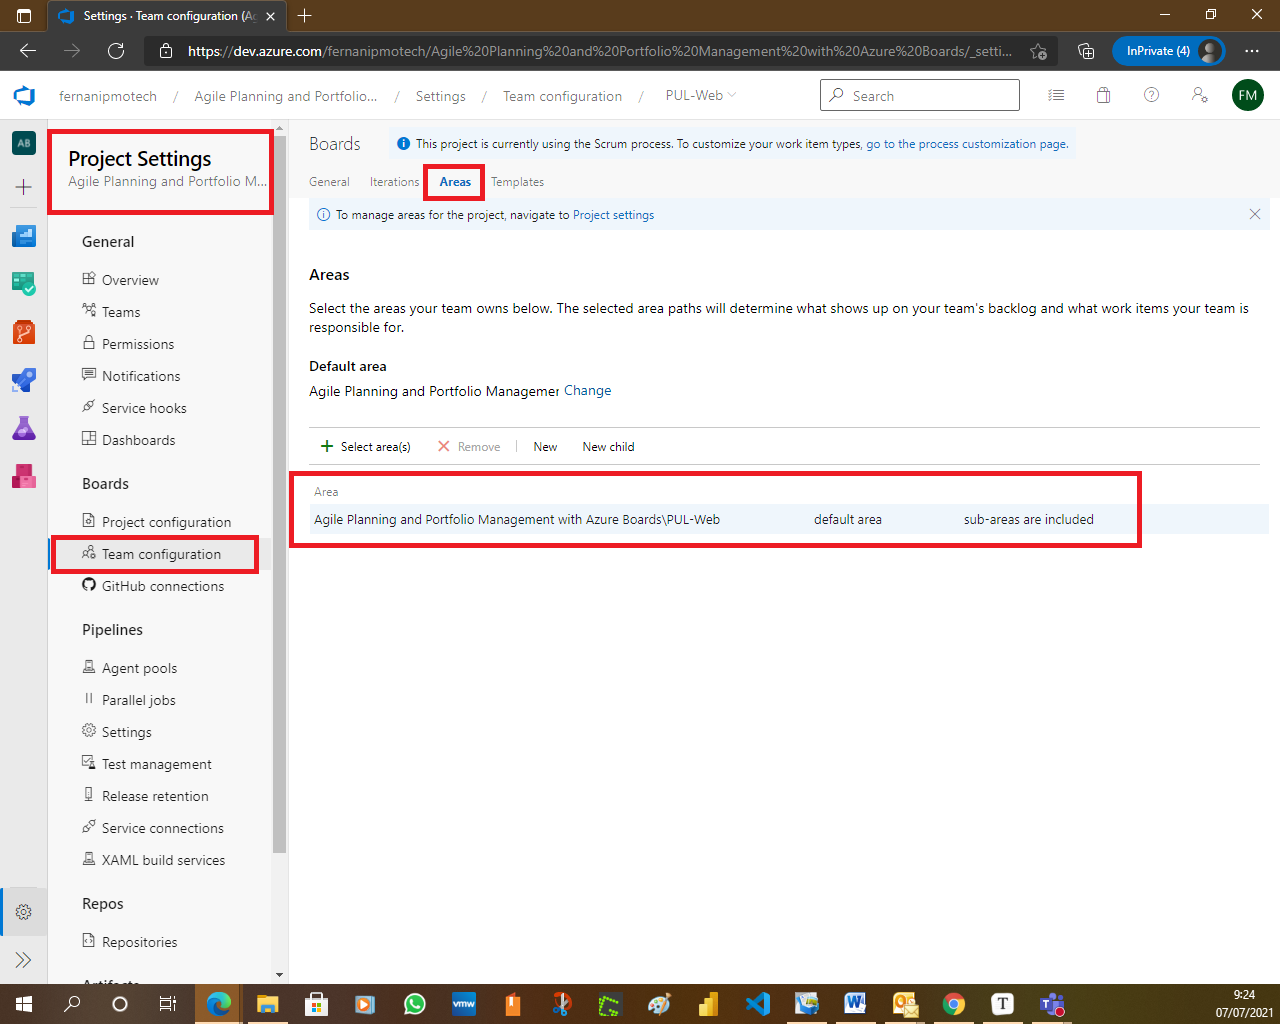 Settings · Team configuration (Ag
https://dev.azure.com/fernanipmotech/Agile%20Planning%20and%20Portfolio%20Management%20with%20Azure%20Boards/_setti...
InPrivate (4)
fernanipmotech / Agile Planning and Portfolio... / Settings / Team configuration / PUL-Web
Search
FM
AB
Project Settings
Agile Planning and Portfolio M...
General
Overview
Teams
Permissions
Notifications
Service hooks
Dashboards
Boards
Project configuration
Team configuration
GitHub connections
Pipelines
Agent pools
Parallel jobs
Settings
Test management
Release retention
Service connections
XAML build services
Repos
Repositories
Artifacts
Boards
This project is currently using the Scrum process. To customize your work item types, go to the process customization page.
General Iterations Areas Templates
To manage areas for the project, navigate to Project settings
Areas
Select the areas your team owns below. The selected area paths will determine what shows up on your team's backlog and what work items your team is
responsible for.
Default area
Agile Planning and Portfolio Managemen Change
Select area(s) Remove New New child
Area
Agile Planning and Portfolio Management with Azure Boards\PUL-Web default area sub-areas are included
vmw
W
T
9:24
07/07/2021